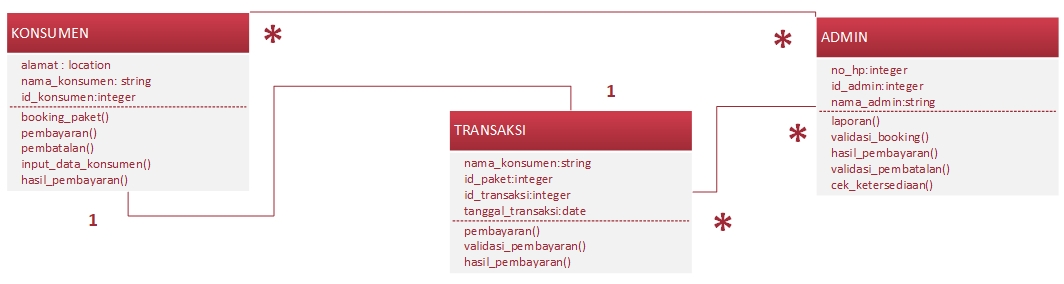 KONSUMEN
alamat : location
nama_konsumen: string
id_konsumen:integer
booking_paket()
pembayaran()
pembatalan()
input_data_konsumen()
hasil_pembayaran()
1
*
*
1
TRANSAKSI
nama_konsumen:string
id_paket:integer
id_transaksi:integer
tanggal_transaksi:date
pembayaran()
validasi_pembayaran()
hasil_pembayaran()
*
*
ADMIN
no_hp:integer
id_admin:integer
nama_admin:string
laporan()
validasi_booking()
hasil_pembayaran()
validasi_pembatalan()
cek_ketersediaan()